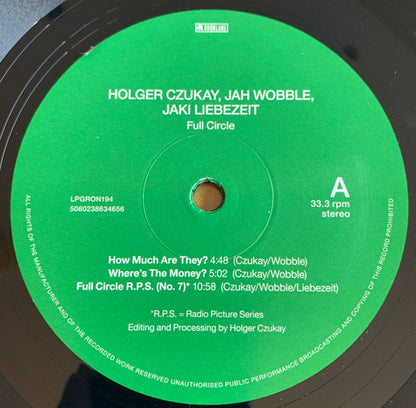 GRÖNLAND
HOLGER CZUKAY, JAH WOBBLE,
JAKI LIEBEZEIT
Full Circle
LPGRON194
5060238634656
A
33.3 rpm
stereo
How Much Are They? 4:48 (Czukay/Wobble)
Where's The Money? 5:02 (Czukay/Wobble)
Full Circle R.P.S. (No. 7)* 10:58 (Czukay/Wobble/Liebezeit)
*R.P.S. = Radio Picture Series
Editing and Processing by Holger Czukay
ALL RIGHTS OF THE MANUFACTURER AND OF THE RECORDED WORK RESERVED UNAUTHORISED PUBLIC PERFORMANCE BROADCASTING AND COPYING OF THIS RECORD PROHIBITED